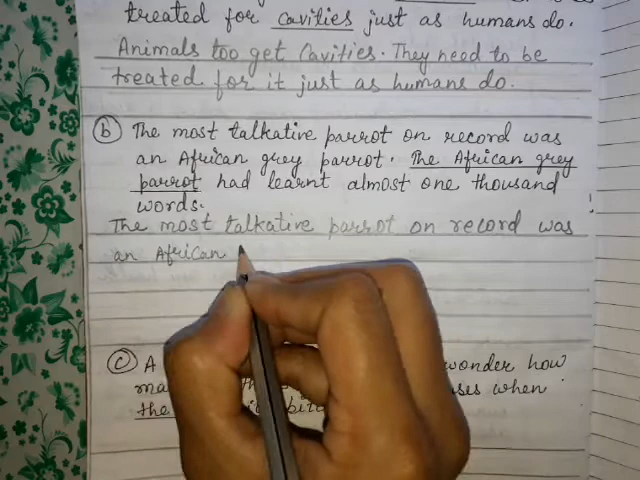 treated for cavities just as humans do.
Animals too get Cavities. They need to be
treated for it just as humans do.
(b) The most talkative parrot on record was
an African grey parrot. The African grey
parrot had learnt almost one thousand
words.
The most talkative parrot on record was
an African
(c) A wonder how
when
the